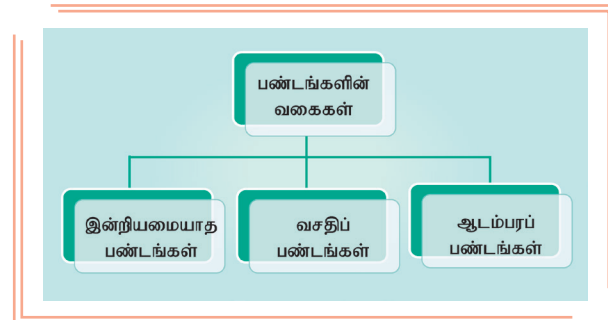 பண்டங்களின்
வகைகள்
இன்றியமையாத
பண்டங்கள்
வசதிப்
பண்டங்கள்
ஆடம்பரப்
பண்டங்கள்